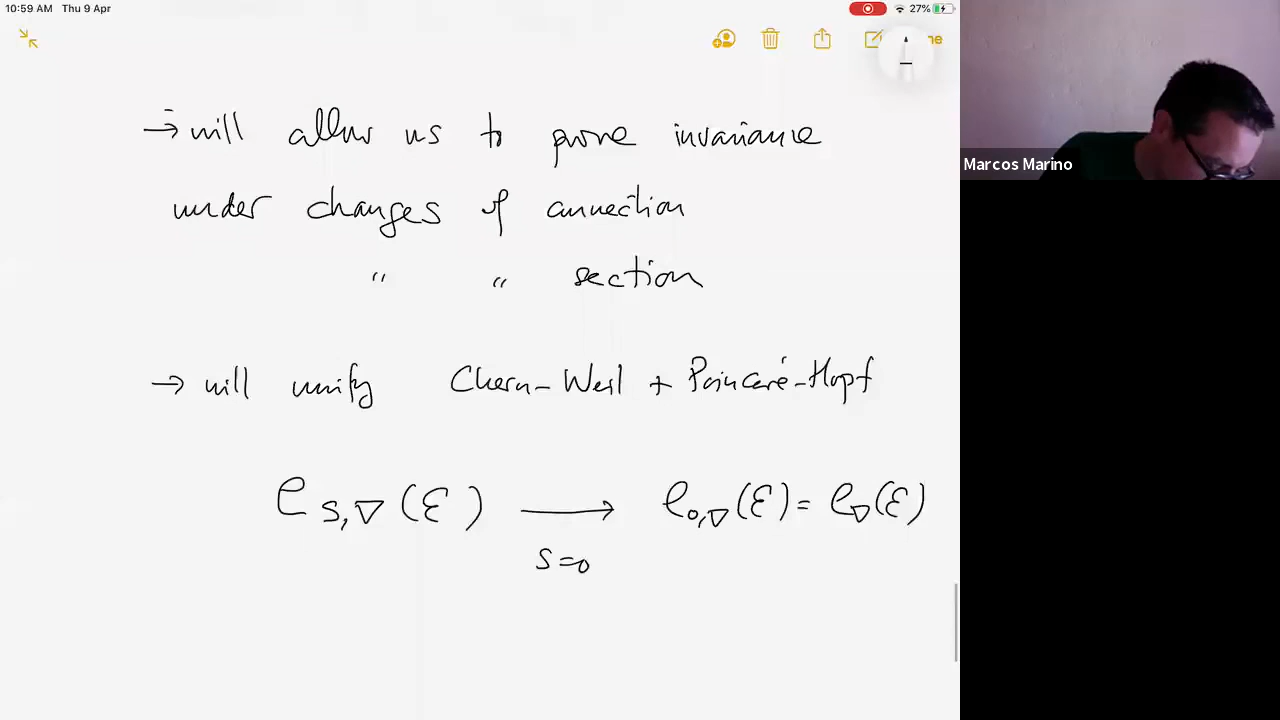 10:59 AM Thu 9 Apr
27%
→ will allow us to prove invariance
under changes of connection
" " section
→ will unify Chern-Weil + Poincaré-Hopf
e_{s,∇}(ℰ) ⟶ e_{0,∇}(ℰ) = e_∇(ℰ)
s=0
Marcos Marino